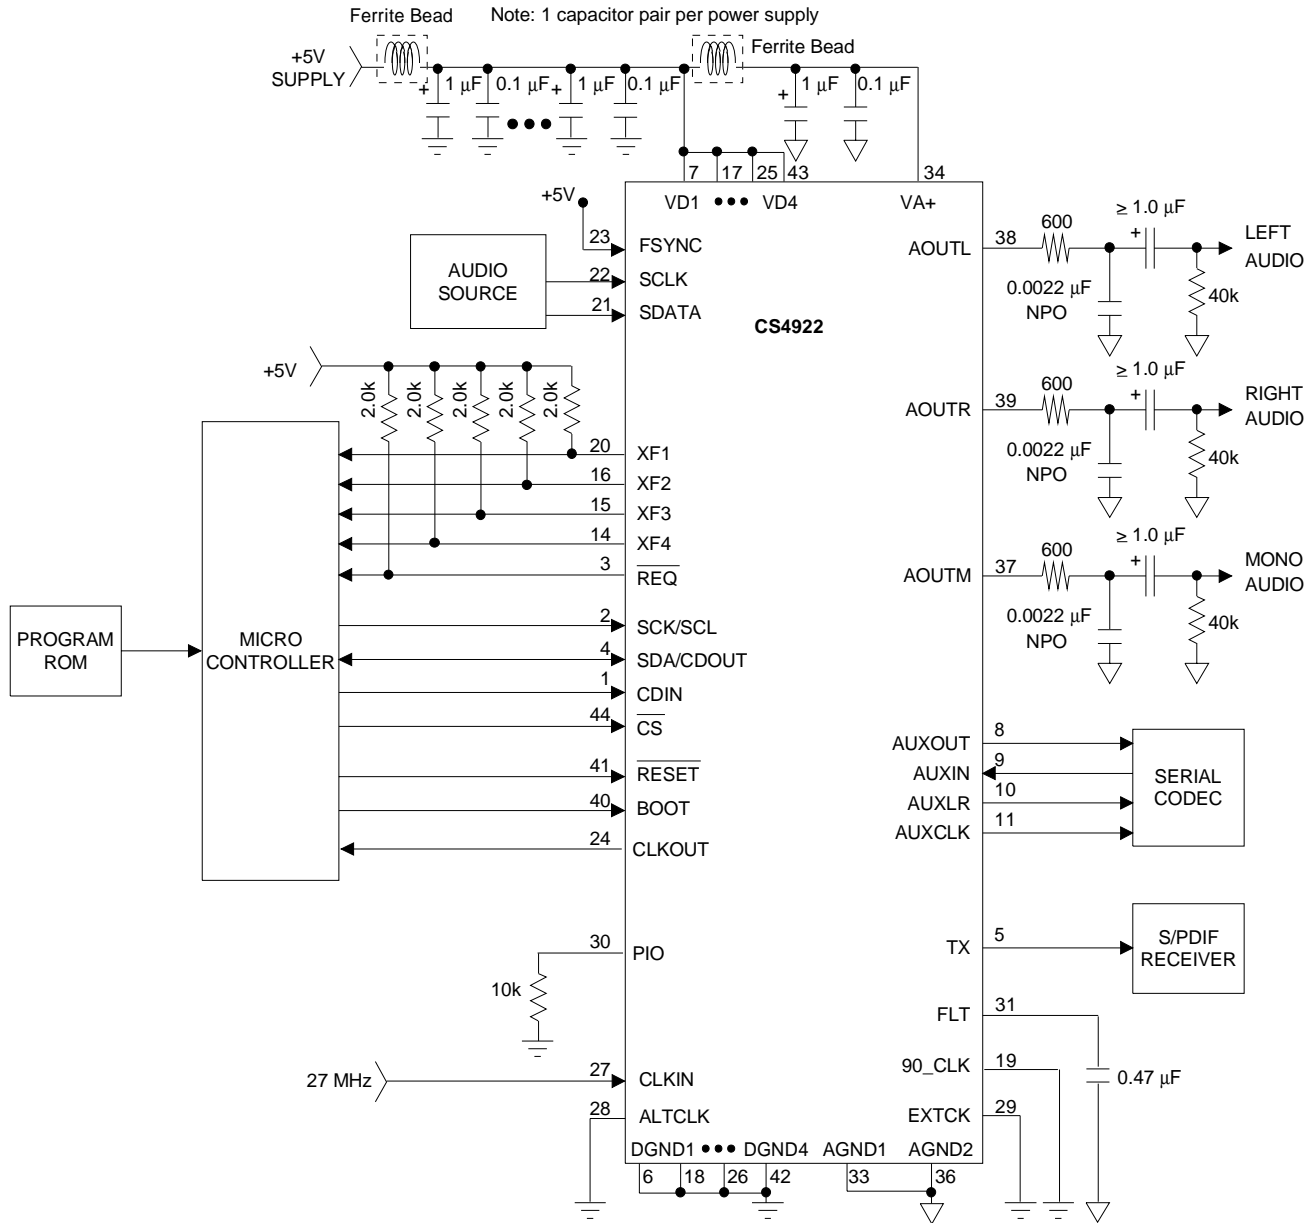 Ferrite Bead
Note: 1 capacitor pair per power supply
+5V
SUPPLY
Ferrite Bead
+
1 µF
0.1 µF
+
1 µF
0.1 µF
+
1 µF
0.1 µF
7
17
25
43
34
VD1
VD4
VA+
+5V
23
FSYNC
AUDIO
SOURCE
22
SCLK
21
SDATA
CS4922
AOUTL
38
600
≥ 1.0 µF
+
LEFT
AUDIO
0.0022 µF
NPO
40k
+5V
2.0k
2.0k
2.0k
2.0k
2.0k
AOUTR
39
600
≥ 1.0 µF
+
RIGHT
AUDIO
0.0022 µF
NPO
40k
20
XF1
16
XF2
15
XF3
14
XF4
3
REQ
AOUTM
37
600
≥ 1.0 µF
+
MONO
AUDIO
0.0022 µF
NPO
40k
PROGRAM
ROM
MICRO
CONTROLLER
2
SCK/SCL
4
SDA/CDOUT
1
CDIN
44
CS
41
RESET
40
BOOT
24
CLKOUT
AUXOUT
8
AUXIN
9
AUXLR
10
AUXCLK
11
SERIAL
CODEC
30
PIO
10k
TX
5
S/PDIF
RECEIVER
FLT
31
0.47 µF
90_CLK
19
EXTCK
29
27 MHz
27
CLKIN
28
ALTCLK
DGND1
DGND4
AGND1
AGND2
6
18
26
42
33
36